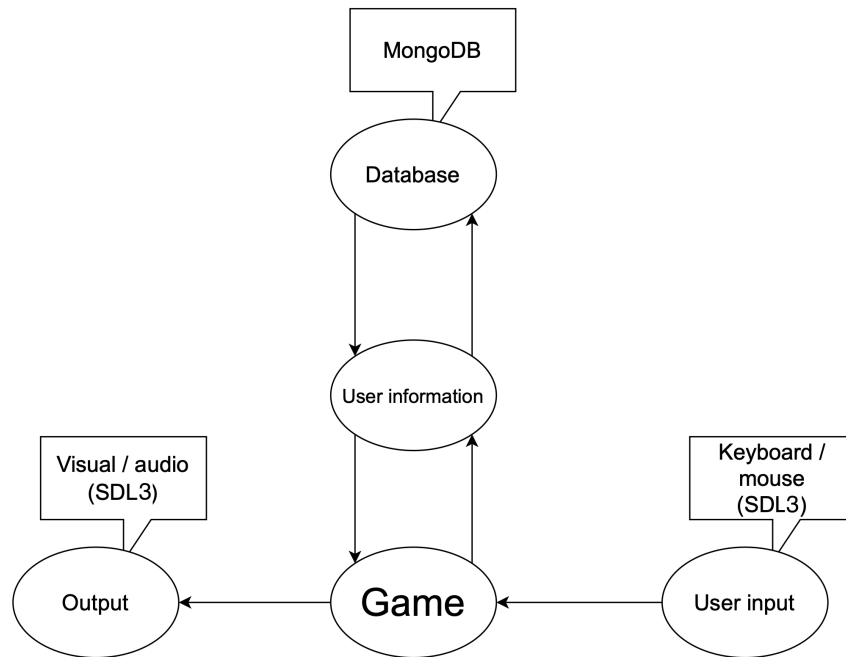 MongoDB
Database
User information
Visual / audio
(SDL3)
Keyboard /
mouse
(SDL3)
Output
Game
User input